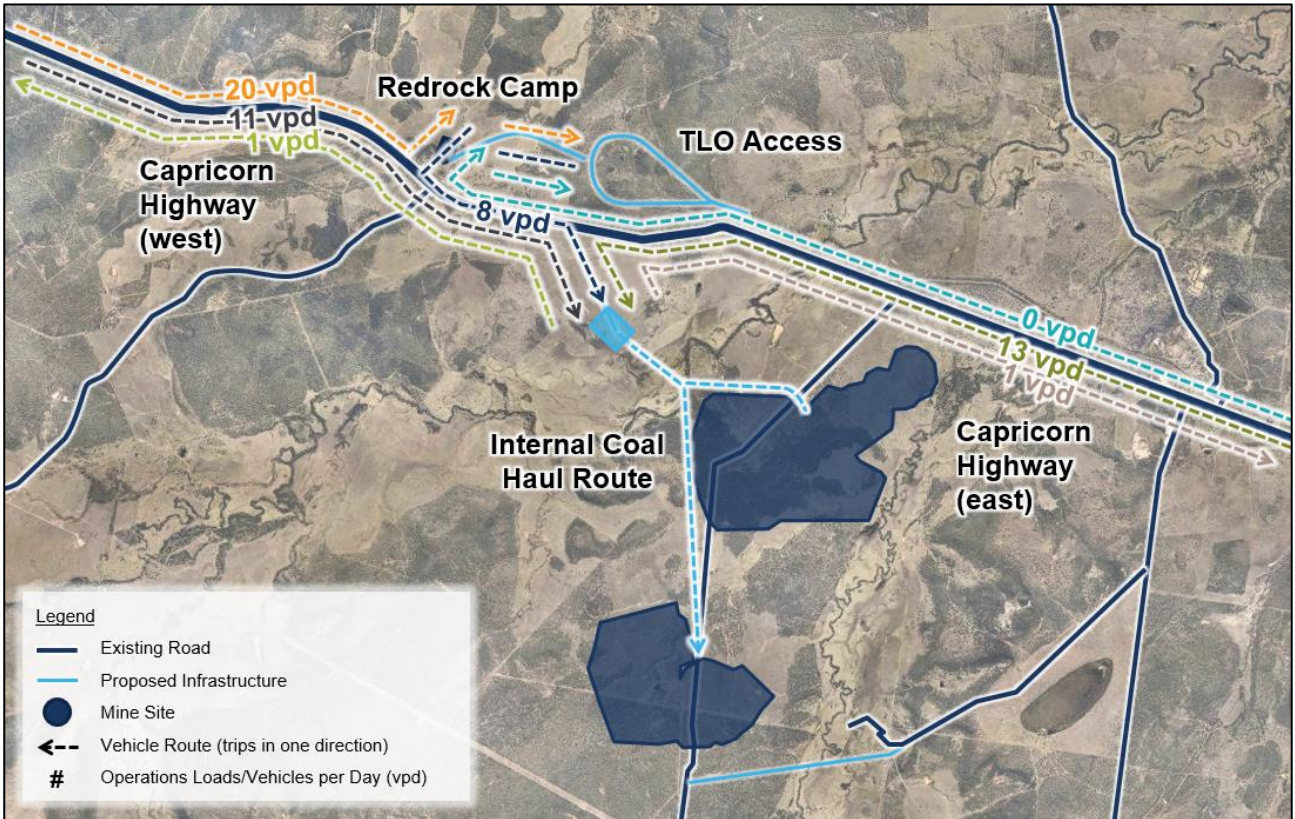 20 vpd
11 vpd
1 vpd
Redrock Camp
TLO Access
Capricorn
Highway
(west)
8 vpd
0 vpd
13 vpd
1 vpd
Internal Coal
Haul Route
Capricorn
Highway
(east)
Legend
Existing Road
Proposed Infrastructure
Mine Site
Vehicle Route (trips in one direction)
# Operations Loads/Vehicles per Day (vpd)